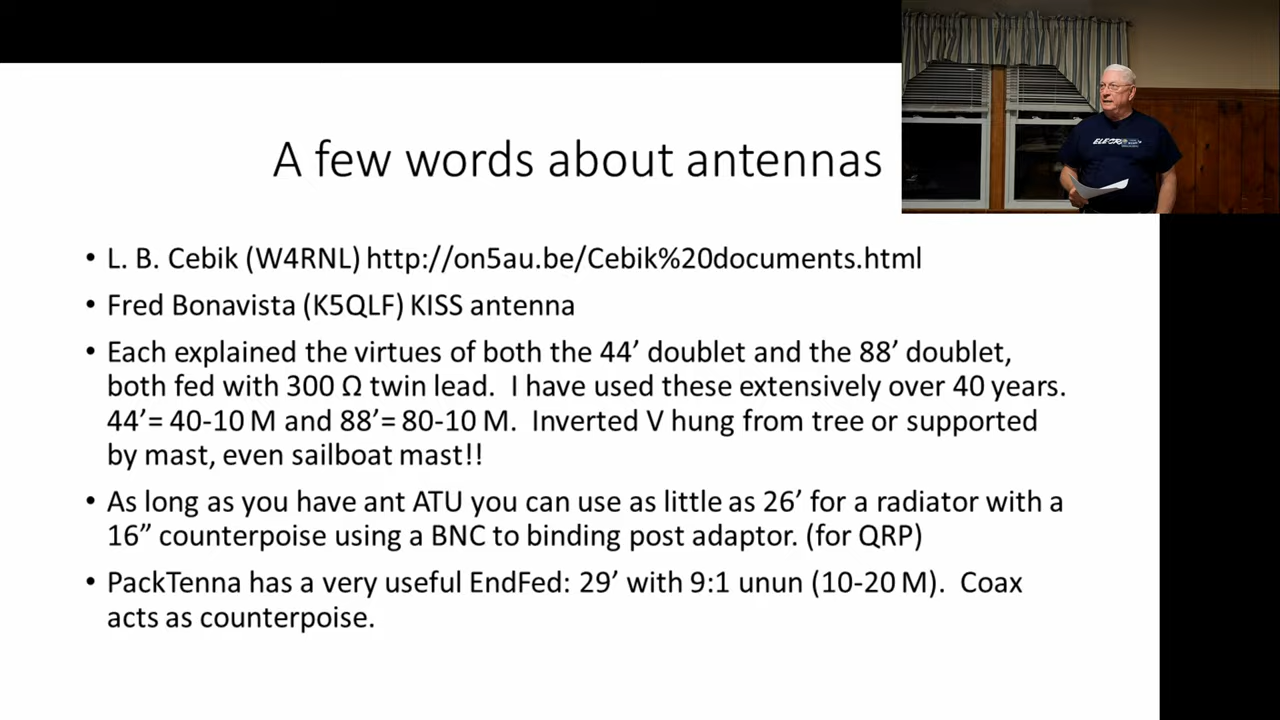 A few words about antennas
• L. B. Cebik (W4RNL) http://on5au.be/Cebik%20documents.html
• Fred Bonavista (K5QLF) KISS antenna
• Each explained the virtues of both the 44’ doublet and the 88’ doublet,
both fed with 300 Ω twin lead. I have used these extensively over 40 years.
44’= 40-10 M and 88’= 80-10 M. Inverted V hung from tree or supported
by mast, even sailboat mast!!
• As long as you have ant ATU you can use as little as 26’ for a radiator with a
16” counterpoise using a BNC to binding post adaptor. (for QRP)
• PackTenna has a very useful EndFed: 29’ with 9:1 unun (10-20 M). Coax
acts as counterpoise.